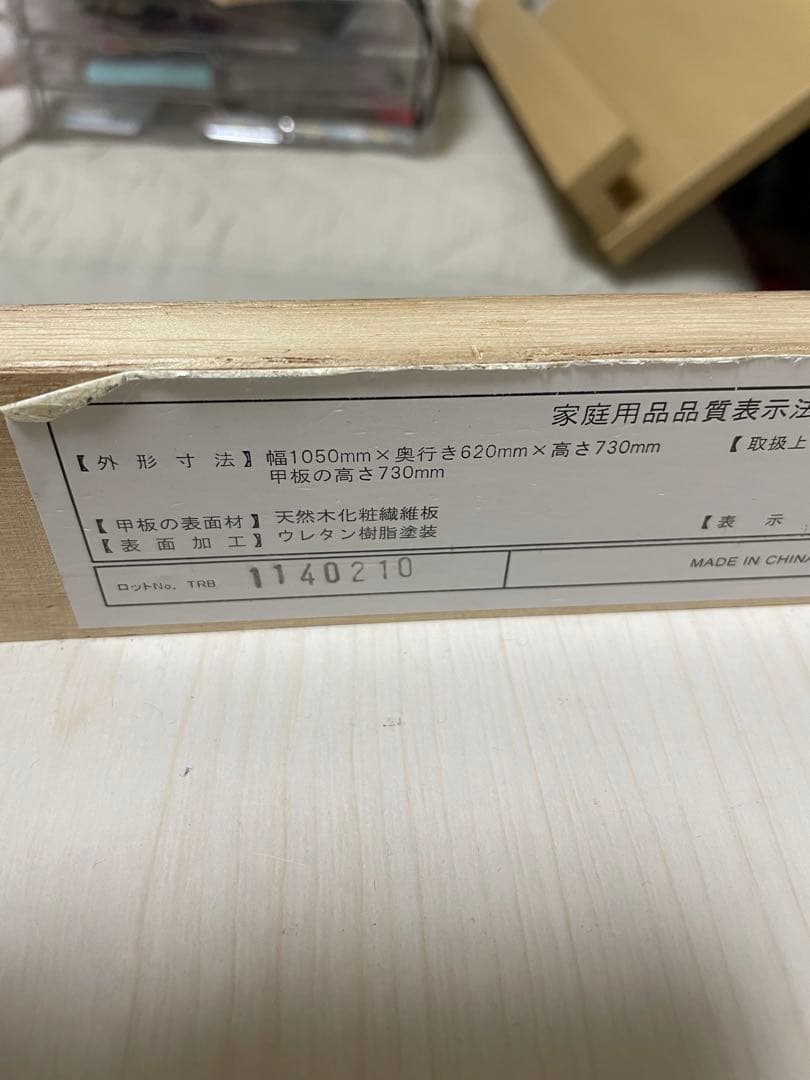 家庭用品品質表示法
【外形寸法】 幅1050mm×奥行き620mm×高さ730mm 【取扱上
甲板の高さ730mm
【甲板の表面材】 天然木化粧繊維板 【表示
【表面加工】 ウレタン樹脂塗装
ロットNo. TRB 1140210 MADE IN CHINA